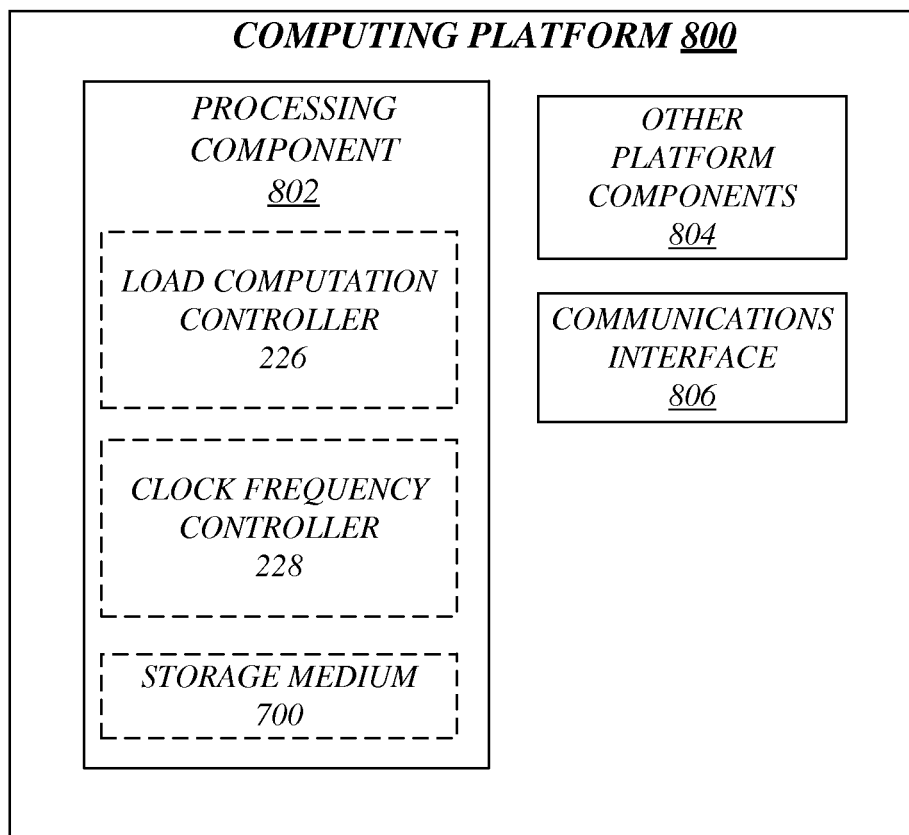 COMPUTING PLATFORM 800
PROCESSING
COMPONENT
802
LOAD COMPUTATION
CONTROLLER
226
CLOCK FREQUENCY
CONTROLLER
228
STORAGE MEDIUM
700
OTHER
PLATFORM
COMPONENTS
804
COMMUNICATIONS
INTERFACE
806